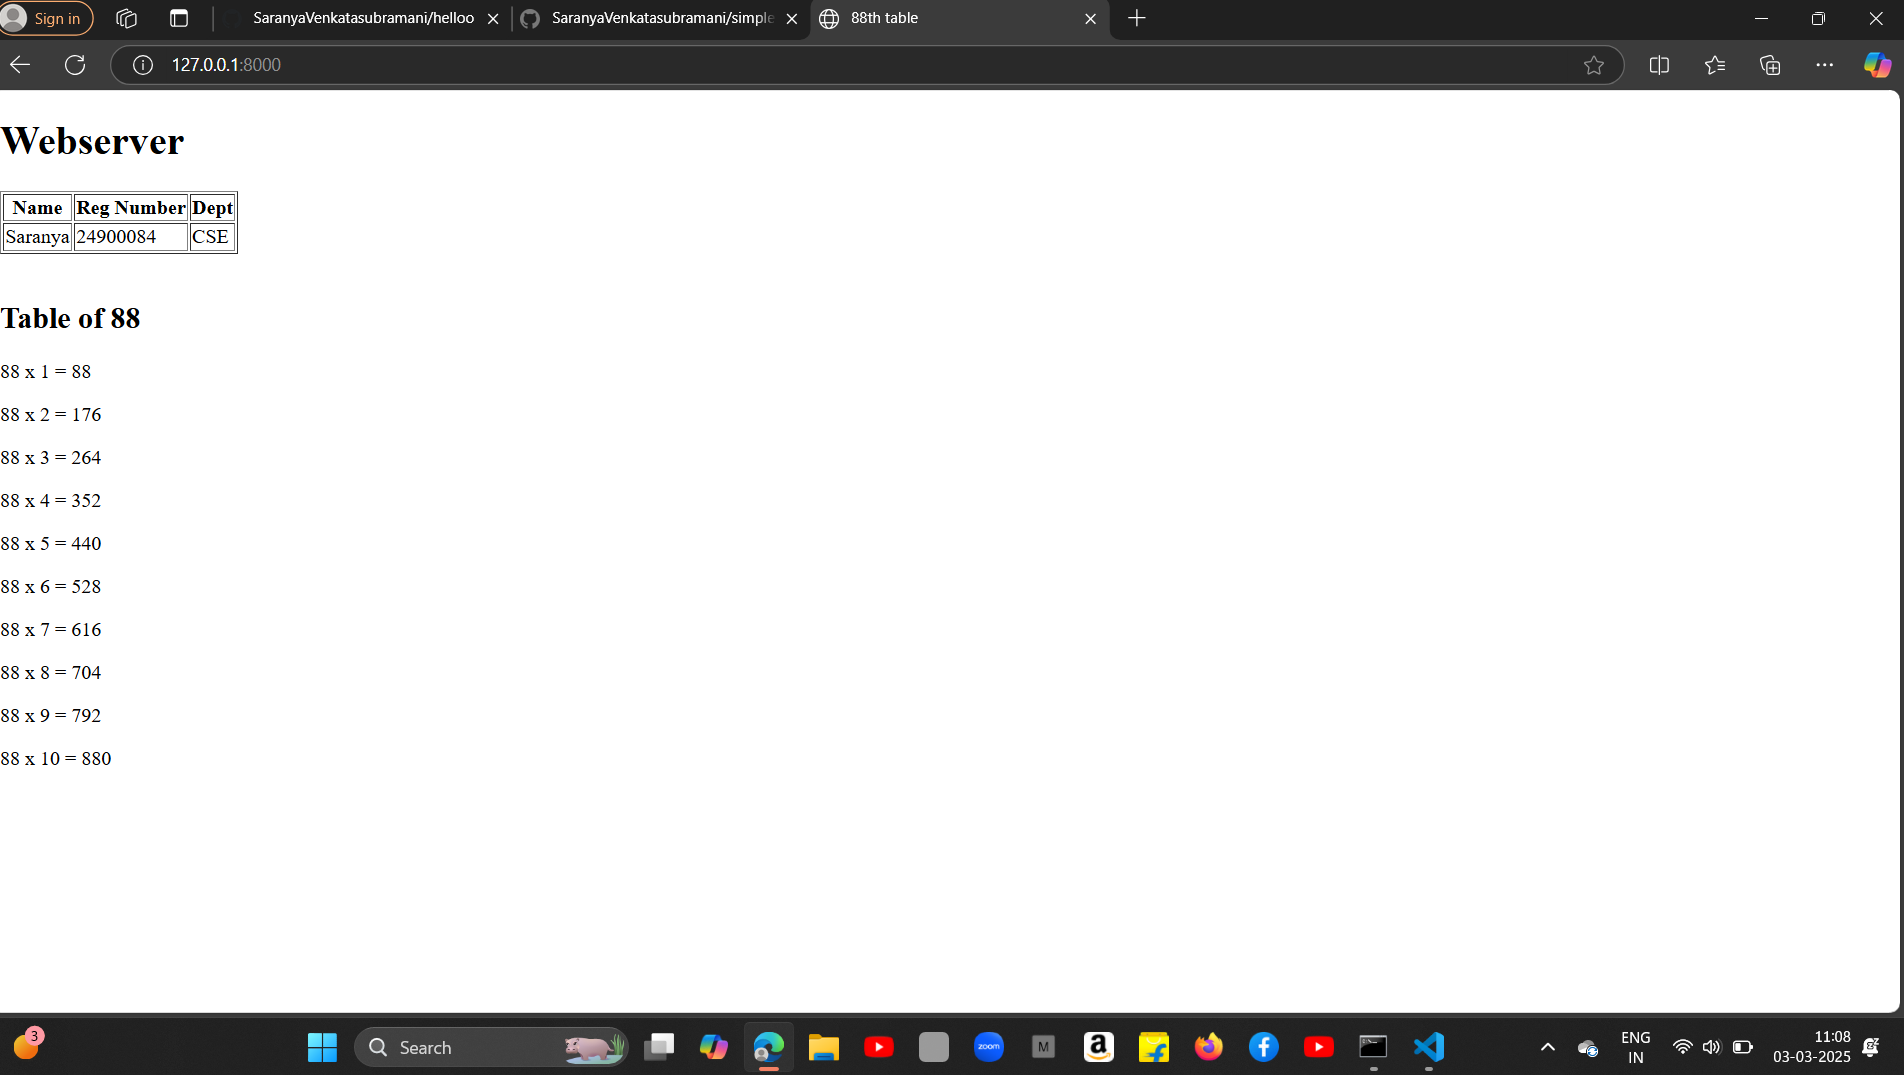 Sign in
SaranyaVenkatasubramani/helloo
SaranyaVenkatasubramani/simple
88th table
127.0.0.1:8000
Webserver
Name Reg Number Dept
Saranya 24900084 CSE
Table of 88
88 x 1 = 88
88 x 2 = 176
88 x 3 = 264
88 x 4 = 352
88 x 5 = 440
88 x 6 = 528
88 x 7 = 616
88 x 8 = 704
88 x 9 = 792
88 x 10 = 880
3
Search
zoom
M
a
ENG
IN
11:08
03-03-2025